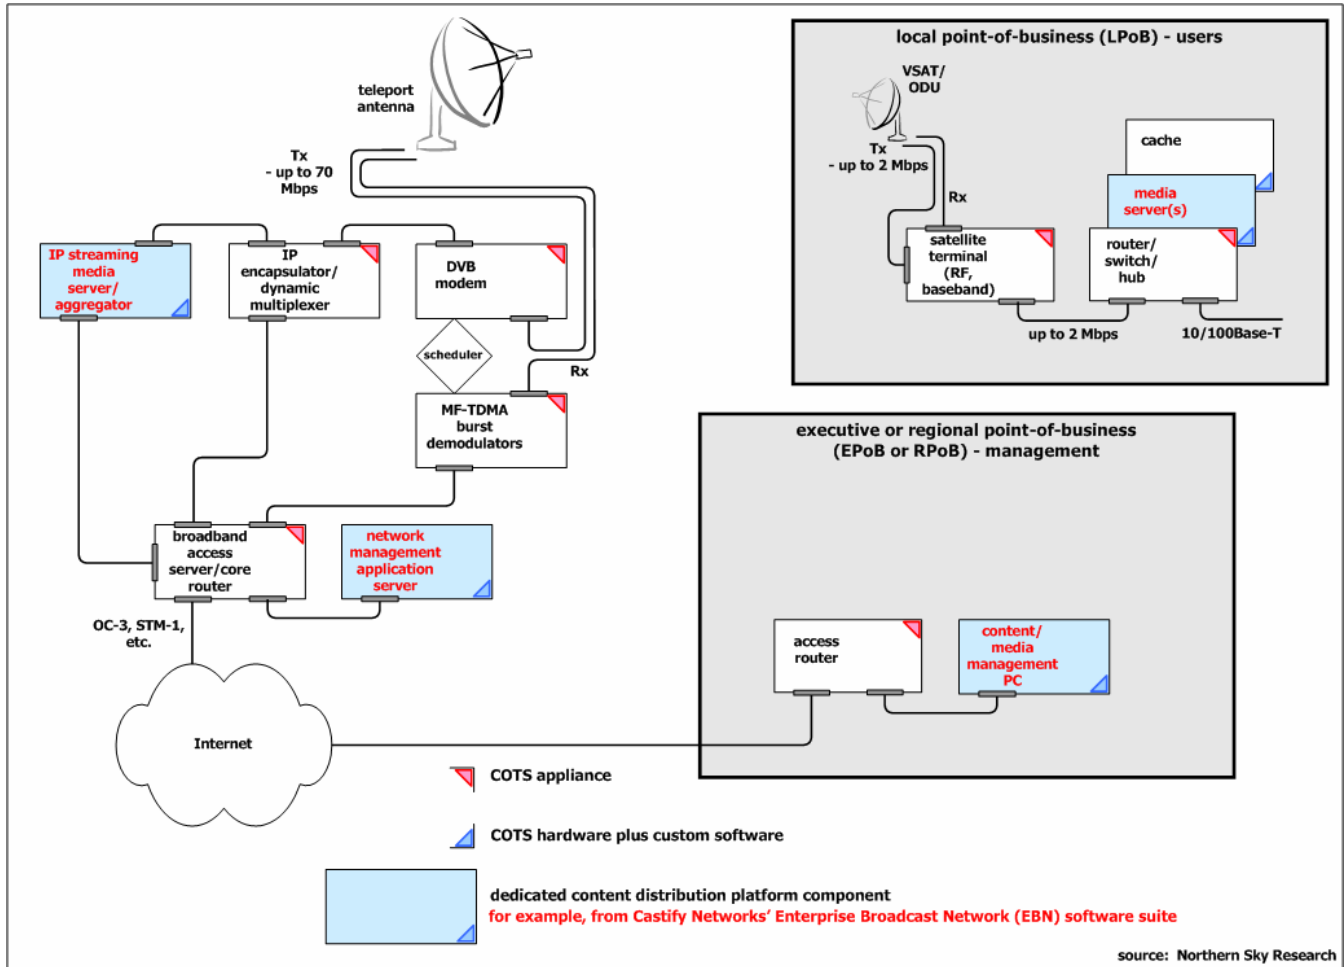 teleport
antenna
Tx
- up to 70
Mbps
IP streaming
media
server/
aggregator
IP
encapsulator/
dynamic
multiplexer
DVB
modem
scheduler
Rx
MF-TDMA
burst
demodulators
broadband
access
server/core
router
network
management
application
server
OC-3, STM-1,
etc.
Internet
local point-of-business (LPoB) - users
VSAT/
ODU
Tx
- up to 2 Mbps
Rx
cache
media
server(s)
satellite
terminal
(RF,
baseband)
router/
switch/
hub
up to 2 Mbps
10/100Base-T
executive or regional point-of-business
(EPoB or RPoB) - management
access
router
content/
media
management
PC
COTS appliance
COTS hardware plus custom software
dedicated content distribution platform component
for example, from Castify Networks' Enterprise Broadcast Network (EBN) software suite
source: Northern Sky Research